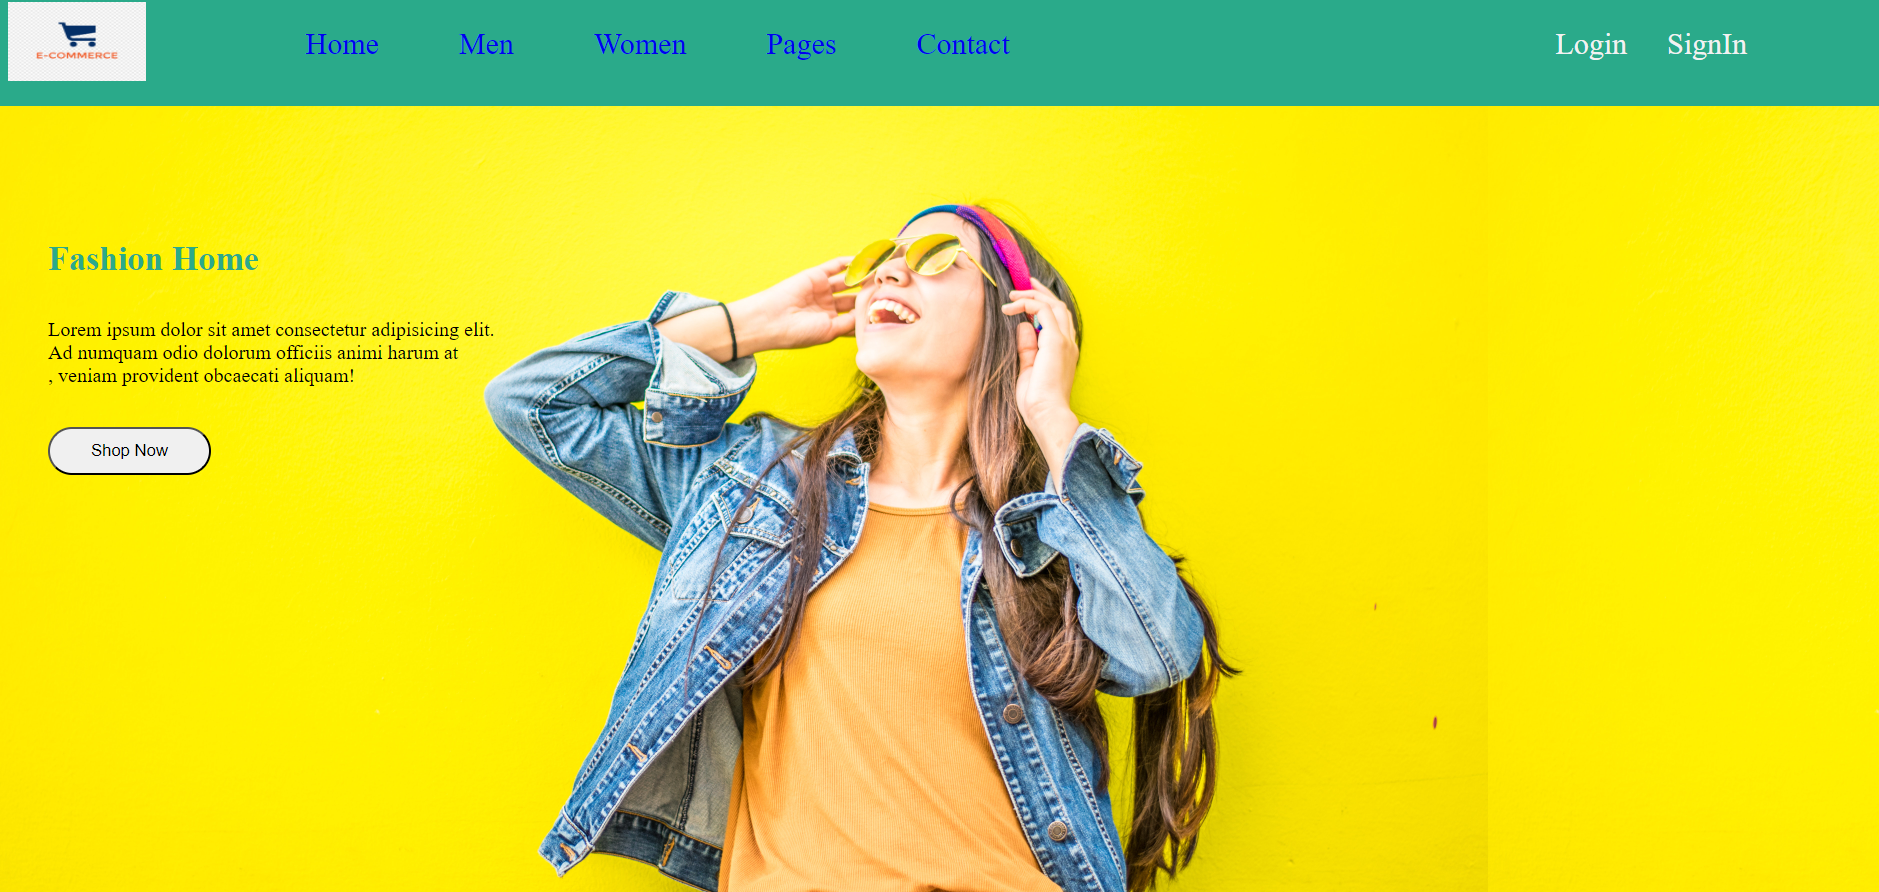 E-COMMERCE
Home Men Women Pages Contact Login SignIn
Fashion Home
Lorem ipsum dolor sit amet consectetur adipisicing elit.
Ad numquam odio dolorum officiis animi harum at
, veniam provident obcaecati aliquam!
Shop Now